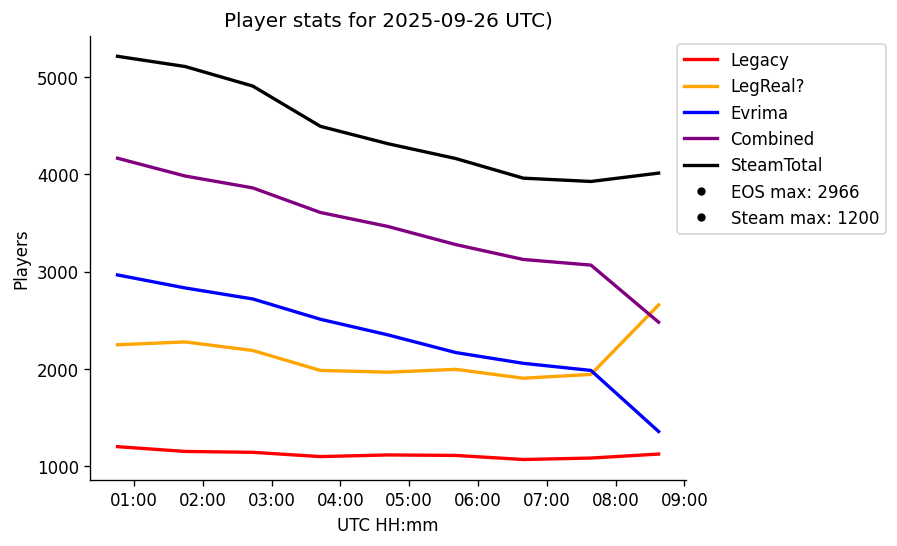 Player stats for 2025-09-26 UTC)
Legacy
LegReal?
Evrima
Combined
SteamTotal
EOS max: 2966
Steam max: 1200
Players
5000
4000
3000
2000
1000
01:00 02:00 03:00 04:00 05:00 06:00 07:00 08:00 09:00
UTC HH:mm